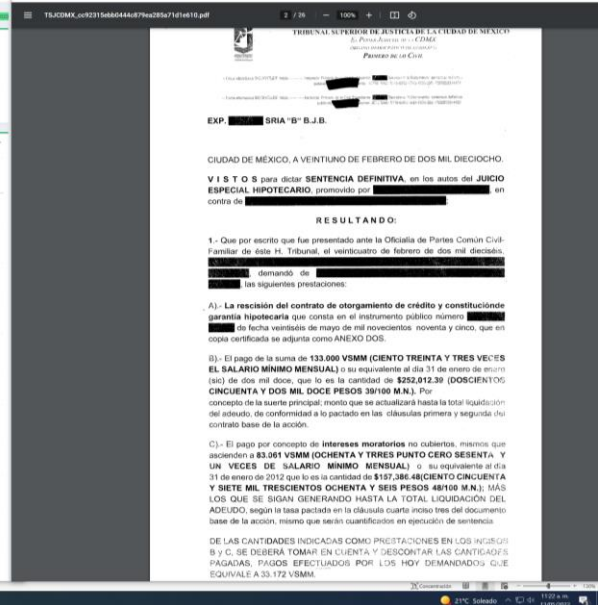 TSJCDMX_cc92315ebb0444c879ea285a71d1e610.pdf
2 / 26
100%
TRIBUNAL SUPERIOR DE JUSTICIA DE LA CIUDAD DE MÉXICO
PRIMERO DE LO CIVIL
EXP. SRIA "B" B.J.B.
CIUDAD DE MÉXICO, A VEINTIUNO DE FEBRERO DE DOS MIL DIECIOCHO.
V I S T O S para dictar SENTENCIA DEFINITIVA, en los autos del JUICIO
ESPECIAL HIPOTECARIO, promovido por , en
contra de
R E S U L T A N D O:
1.- Que por escrito que fue presentado ante la Oficialía de Partes Común Civil-
Familiar de éste H. Tribunal, el veinticuatro de febrero de dos mil dieciséis,
, demandó de
, las siguientes prestaciones:
A).- La rescisión del contrato de otorgamiento de crédito y constituciónde
garantía hipotecaria que consta en el instrumento público número
de fecha veintiséis de mayo de mil novecientos noventa y cinco, que en
copia certificada se adjunta como ANEXO DOS.
B).- El pago de la suma de 133.000 VSMM (CIENTO TREINTA Y TRES VECES
EL SALARIO MÍNIMO MENSUAL) o su equivalente al día 31 de enero de enero
(sic) de dos mil doce, que lo es la cantidad de $252,012.39 (DOSCIENTOS
CINCUENTA Y DOS MIL DOCE PESOS 39/100 M.N.). Por
concepto de la suerte principal; monto que se actualizará hasta la total liquidación
del adeudo, de conformidad a lo pactado en las cláusulas primera y segunda del
contrato base de la acción.
C).- El pago por concepto de intereses moratorios no cubiertos, mismos que
ascienden a 83.061 VSMM (OCHENTA Y TRRES PUNTO CERO SESENTA Y
UN VECES DE SALARIO MÍNIMO MENSUAL) o su equivalente al día
31 de enero de 2012 que lo es la cantidad de $157,386.48(CIENTO CINCUENTA
Y SIETE MIL TRESCIENTOS OCHENTA Y SEIS PESOS 48/100 M.N.); MÁS
LOS QUE SE SIGAN GENERANDO HASTA LA TOTAL LIQUIDACIÓN DEL
ADEUDO, según la tasa pactada en la cláusula cuarta inciso tres del documento
base de la acción, mismo que serán cuantificados en ejecución de sentencia.
DE LAS CANTIDADES INDICADAS COMO PRESTACIONES EN LOS INCISOS
B y C, SE DEBERÁ TOMAR EN CUENTA Y DESCONTAR LAS CANTIDADES
PAGADAS, PAGOS EFECTUADOS POR LOS HOY DEMANDADOS QUE
EQUIVALE A 33.172 VSMM.
21°C Soleado
11:22 a. m.